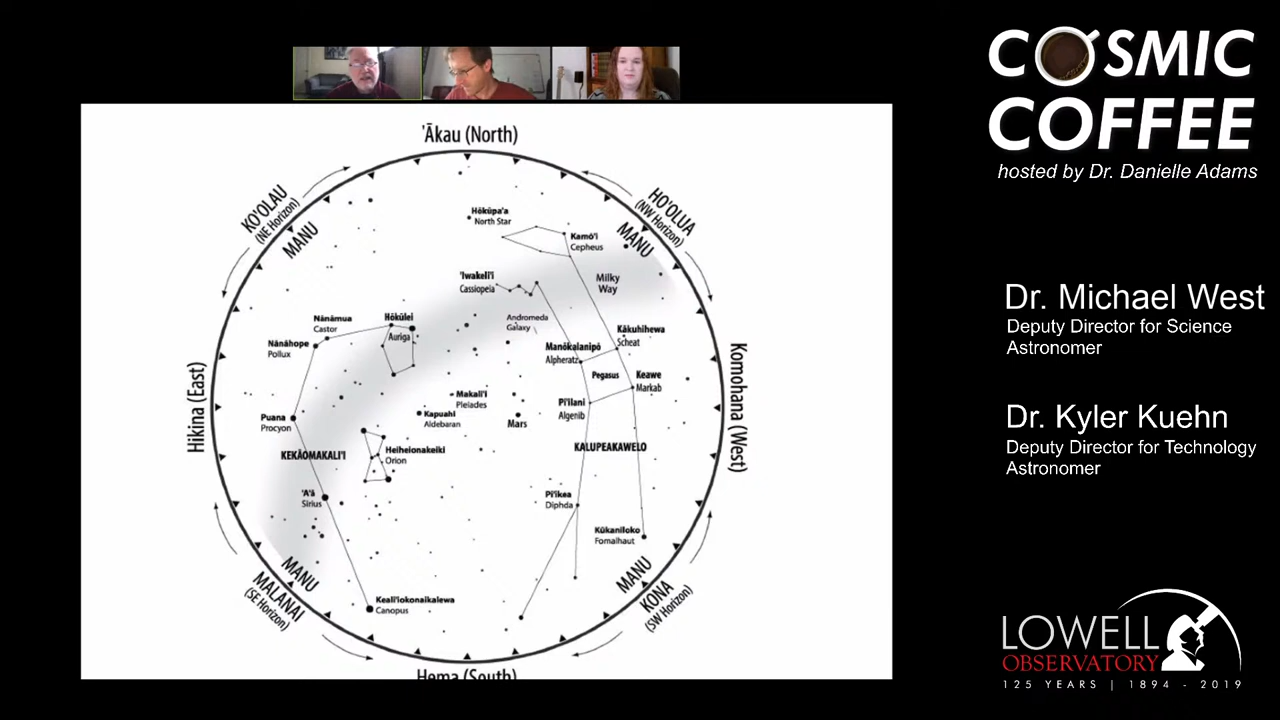 'Ākau (North)
KO'OLAU
(NE Horizon)
MANU
HO'OLUA
(NW Horizon)
MANU
Hōkūpa'a
North Star
Kamō'i
Cepheus
'Iwakeli'i
Cassiopeia
Milky
Way
Nānāmua
Castor
Hōkūlei
Auriga
Andromeda
Galaxy
Kākuhihewa
Scheat
Nānāhope
Pollux
Manōkalanipō
Alpheratz
Pegasus
Keawe
Markab
Hikina (East)
Komohana (West)
Makali'i
Pleiades
Pi'ilani
Algenib
Puana
Procyon
Kapuahi
Aldebaran
Mars
KEKĀOMAKALI'I
Heiheionakeiki
Orion
KALUPEAKAWELO
'A'ā
Sirius
Pi'ikea
Diphda
Kūkaniloko
Fomalhaut
MANU
MALANAI
(SE Horizon)
MANU
KONA
(SW Horizon)
Keali'iokonaikalewa
Canopus
Hema (South)
COSMIC
COFFEE
hosted by Dr. Danielle Adams
Dr. Michael West
Deputy Director for Science
Astronomer
Dr. Kyler Kuehn
Deputy Director for Technology
Astronomer
LOWELL
OBSERVATORY
125 YEARS | 1894 - 2019